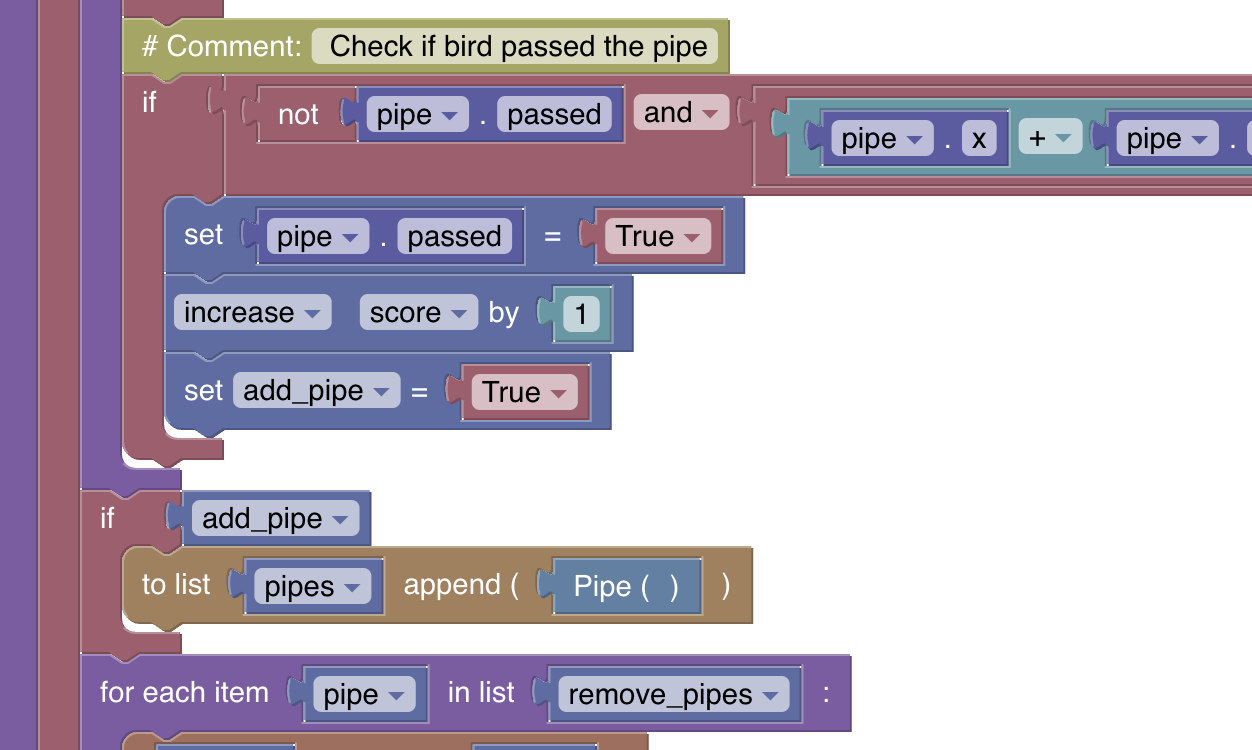 # Comment: Check if bird passed the pipe
if not pipe . passed and pipe . x + pipe .
set pipe . passed = True
increase score by 1
set add_pipe = True
if add_pipe
to list pipes append ( Pipe ( ) )
for each item pipe in list remove_pipes :